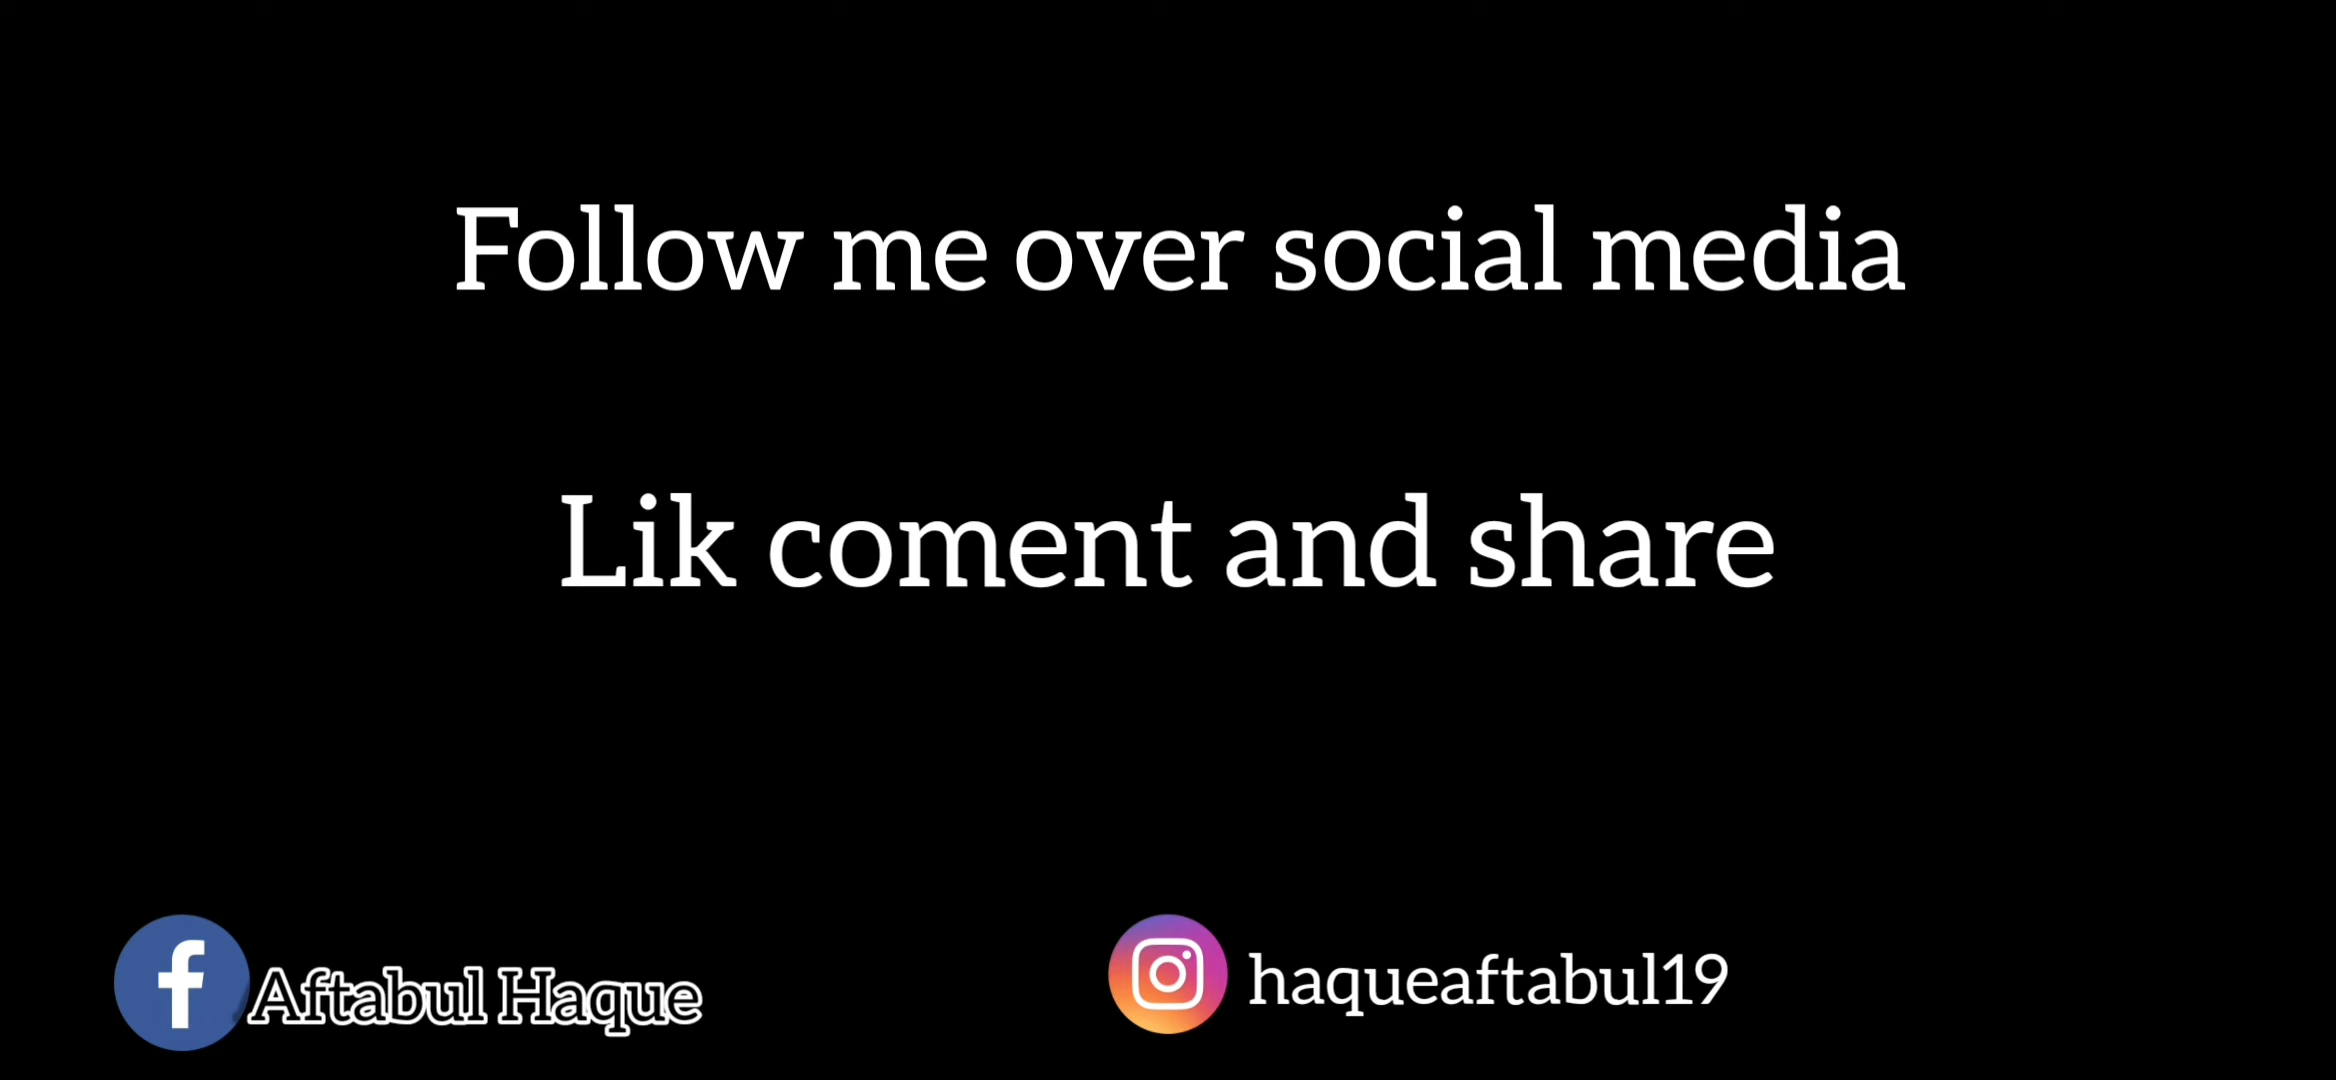 Follow me over social media
Lik coment and share
Aftabul Haque
haqueaftabul19